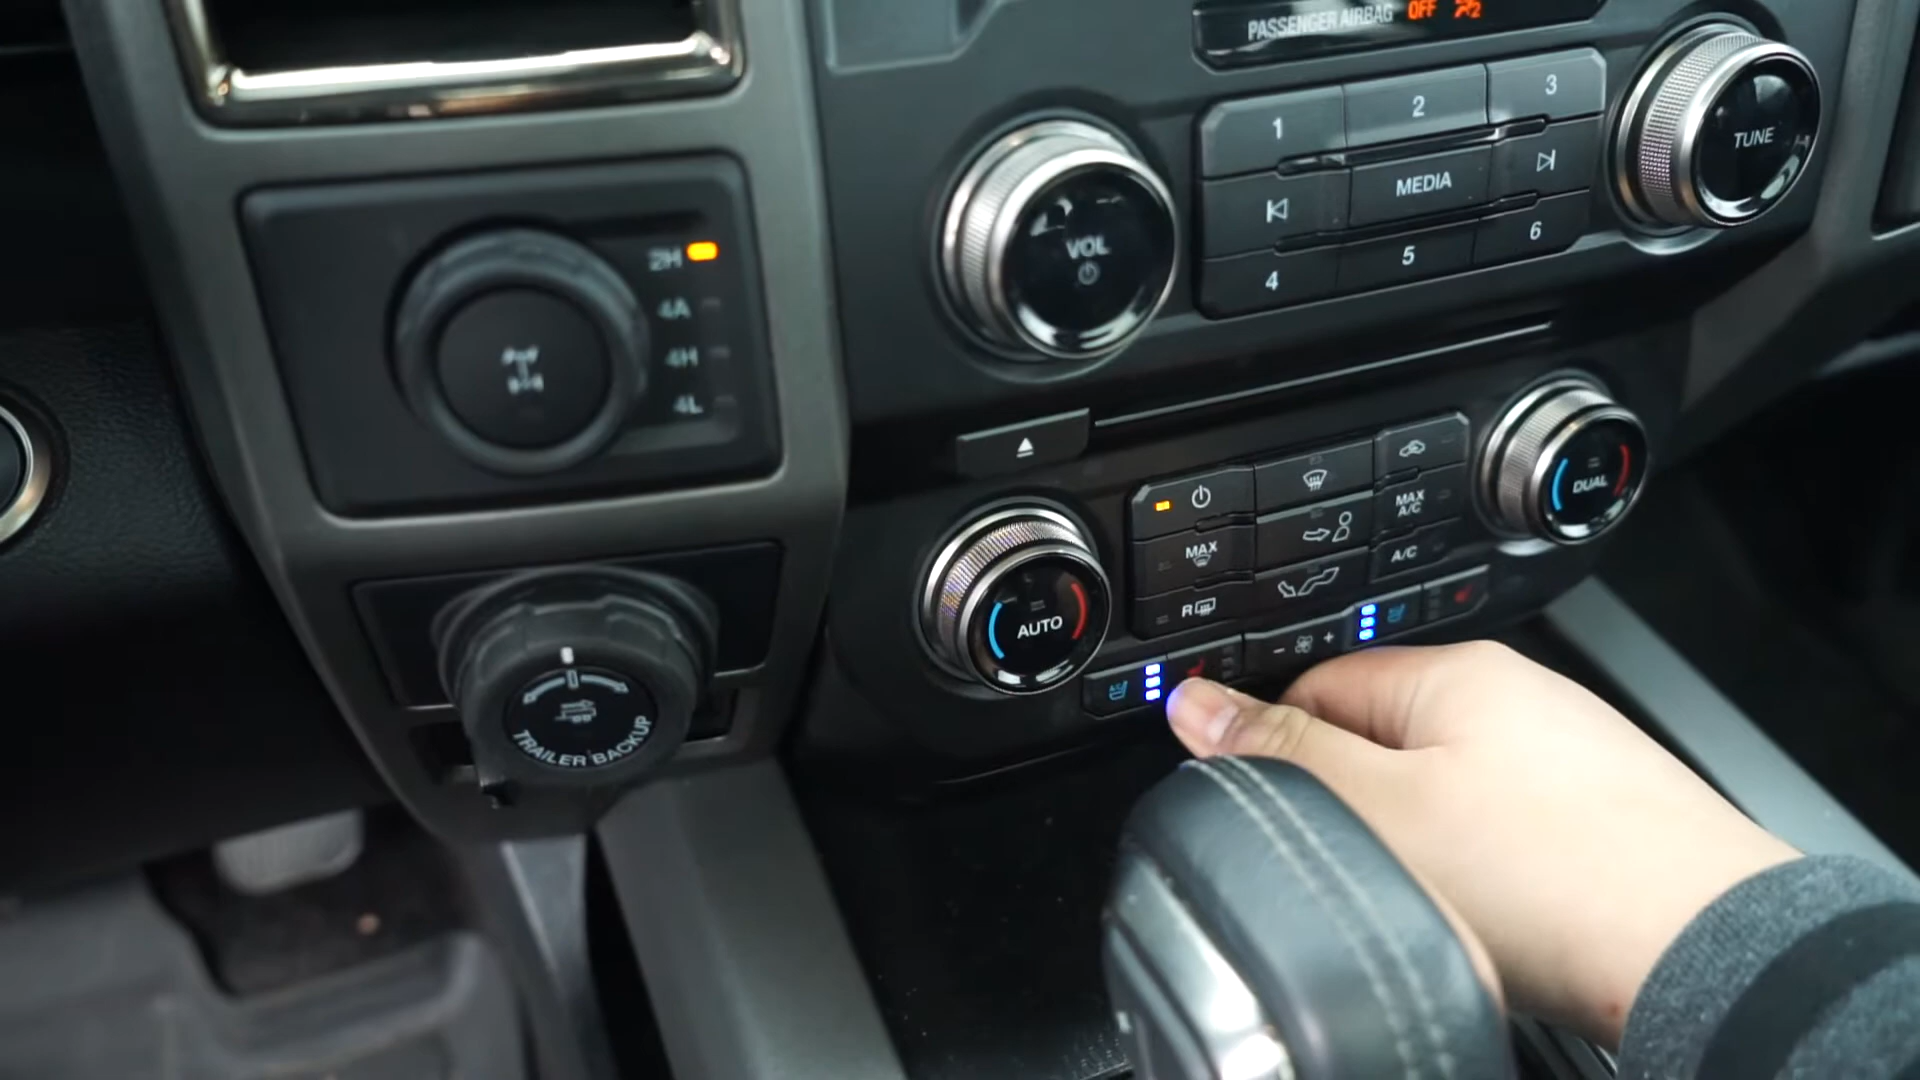 PASSENGER AIRBAG OFF 2
1 2 3
MEDIA
4 5 6
VOL
TUNE
2H
4A
4H
4L
TRAILER BACKUP
AUTO
MAX
R
MAX
A/C
A/C
DUAL
- +